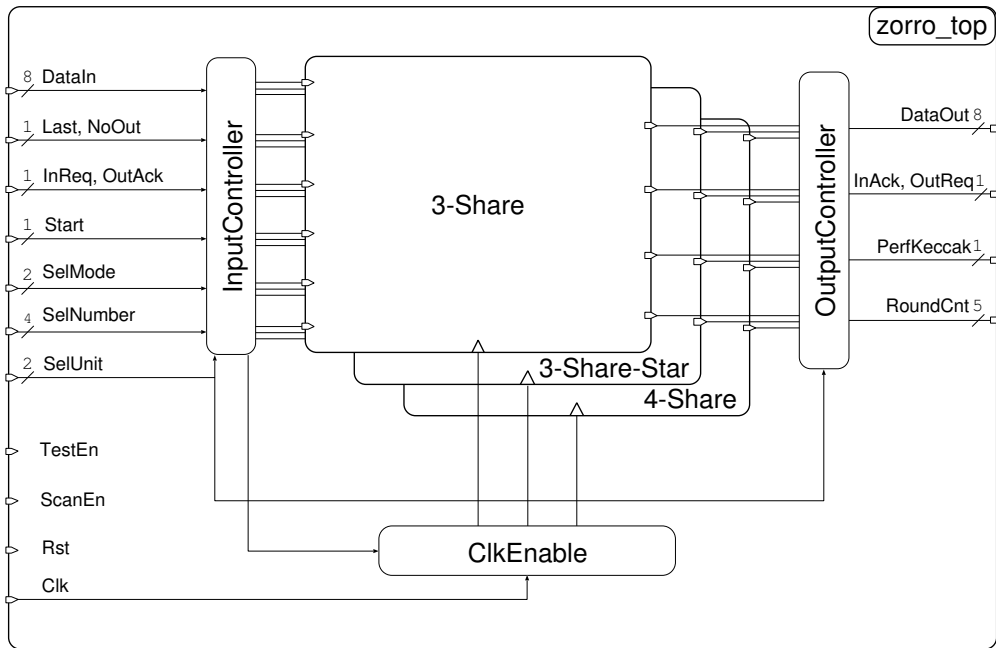 zorro_top
8 DataIn
1 Last, NoOut
1 InReq, OutAck
1 Start
2 SelMode
4 SelNumber
2 SelUnit
TestEn
ScanEn
Rst
Clk
InputController
3-Share
3-Share-Star
4-Share
ClkEnable
OutputController
DataOut 8
InAck, OutReq 1
PerfKeccak 1
RoundCnt 5